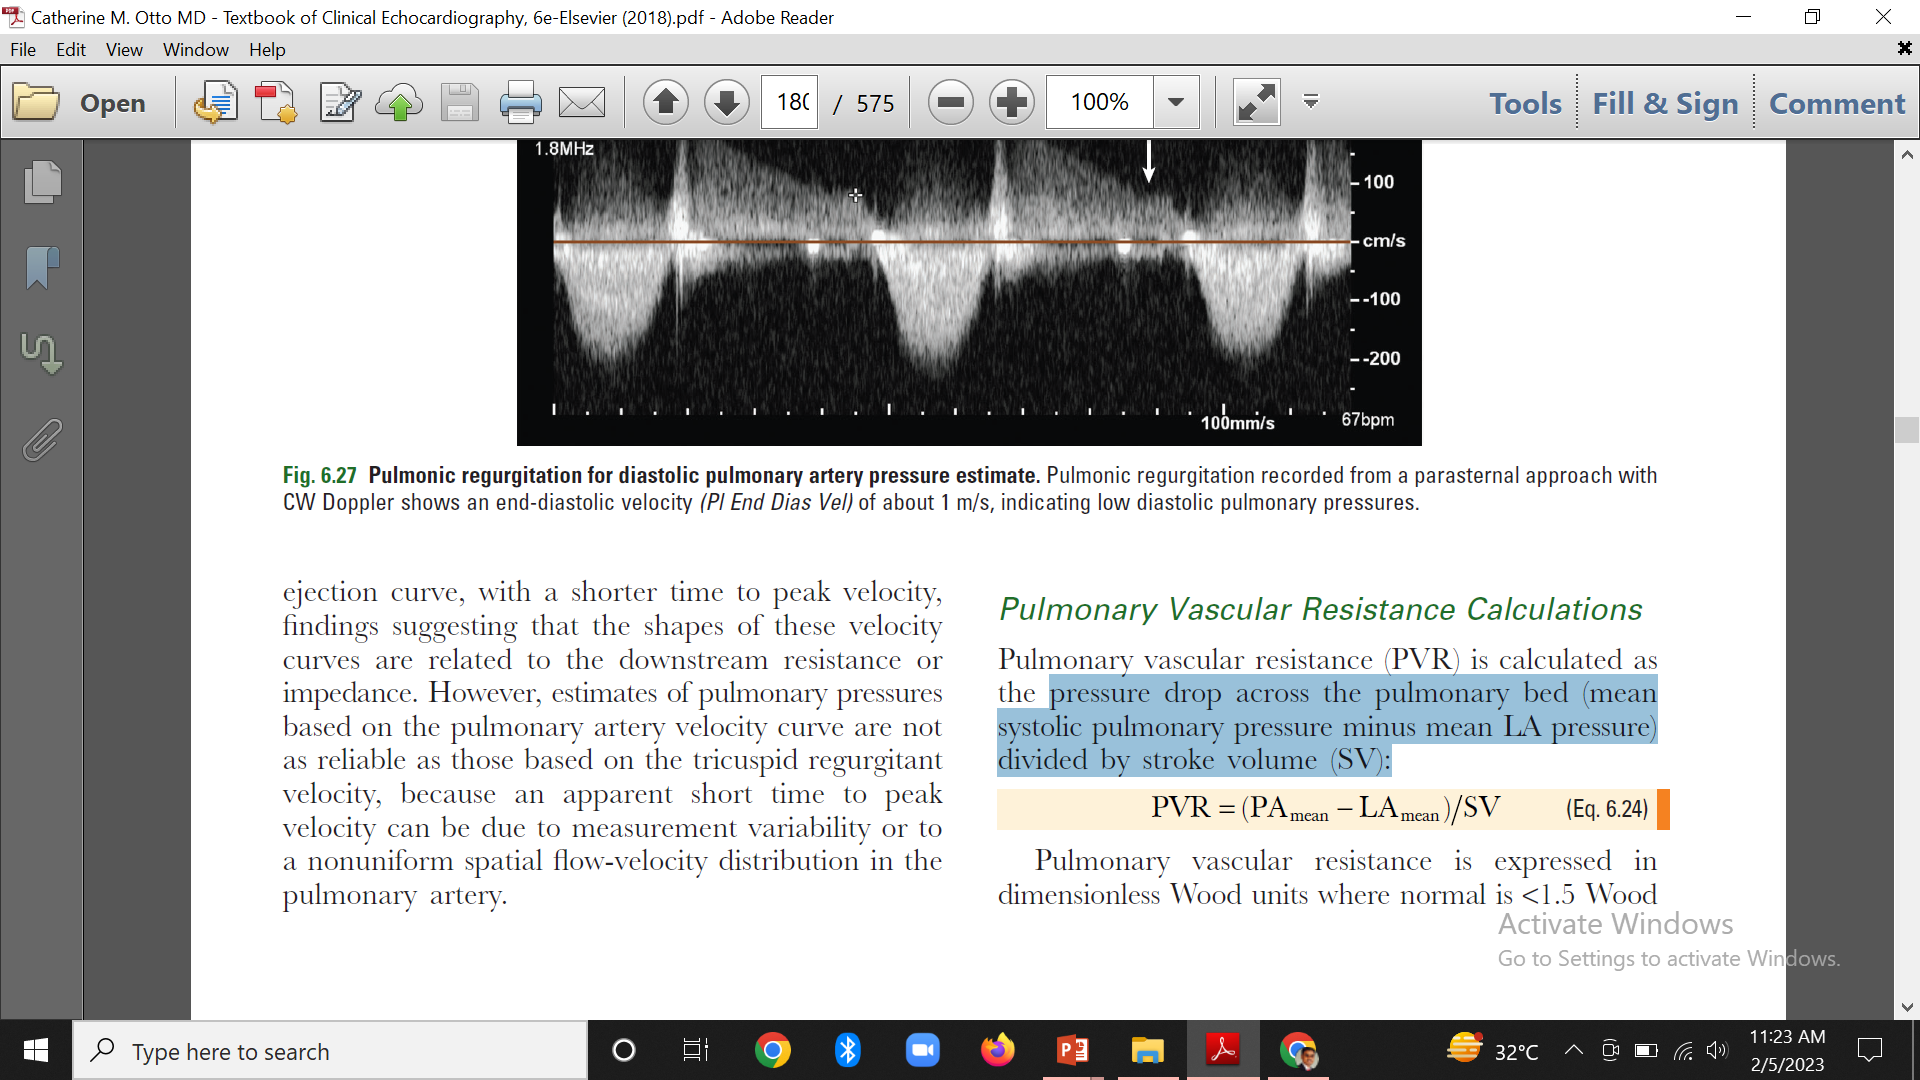 Catherine M. Otto MD - Textbook of Clinical Echocardiography, 6e-Elsevier (2018).pdf - Adobe Reader
File Edit View Window Help
Open 180 / 575 100% Tools Fill & Sign Comment
1.8MHz
100
cm/s
-100
-200
100mm/s
67bpm
Fig. 6.27 Pulmonic regurgitation for diastolic pulmonary artery pressure estimate. Pulmonic regurgitation recorded from a parasternal approach with
CW Doppler shows an end-diastolic velocity (PI End Dias Vel) of about 1 m/s, indicating low diastolic pulmonary pressures.
ejection curve, with a shorter time to peak velocity,
findings suggesting that the shapes of these velocity
curves are related to the downstream resistance or
impedance. However, estimates of pulmonary pressures
based on the pulmonary artery velocity curve are not
as reliable as those based on the tricuspid regurgitant
velocity, because an apparent short time to peak
velocity can be due to measurement variability or to
a nonuniform spatial flow-velocity distribution in the
pulmonary artery.
Pulmonary Vascular Resistance Calculations
Pulmonary vascular resistance (PVR) is calculated as
the pressure drop across the pulmonary bed (mean
systolic pulmonary pressure minus mean LA pressure)
divided by stroke volume (SV):
PVR = (PAmean − LAmean)/SV (Eq. 6.24)
Pulmonary vascular resistance is expressed in
dimensionless Wood units where normal is <1.5 Wood
Activate Windows
Go to Settings to activate Windows.
Type here to search
32°C
11:23 AM
2/5/2023